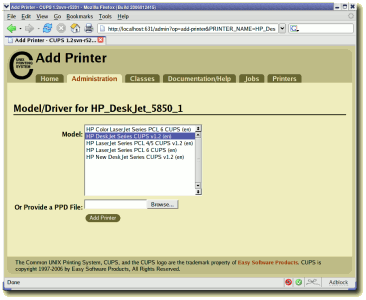 Add Printer - CUPS 1.2svn-r5201 - Mozilla Firefox (Build 2006012415)
File Edit View Go Bookmarks Tools Help
http://localhost:631/admin?op=add-printer&PRINTER_NAME=HP_Des
Add Printer - CUPS 1.2svn-r52...
UNIX PRINTING SYSTEM
Add Printer
Home Administration Classes Documentation/Help Jobs Printers
Model/Driver for HP_DeskJet_5850_1
Model:
HP Color LaserJet Series PCL 6 CUPS (en)
HP DeskJet Series CUPS v1.2 (en)
HP LaserJet Series PCL 4/5 CUPS v1.2 (en)
HP LaserJet Series PCL 6 CUPS (en)
HP New DeskJet Series CUPS v1.2 (en)
Or Provide a PPD File: Browse...
Add Printer
The Common UNIX Printing System, CUPS, and the CUPS logo are the trademark property of Easy Software Products. CUPS is
copyright 1997-2006 by Easy Software Products, All Rights Reserved.
Done Adblock